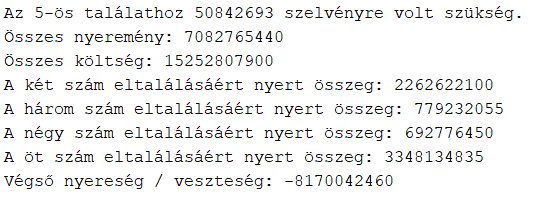 Az 5-ös találathoz 50842693 szelvényre volt szükség.
Összes nyeremény: 7082765440
Összes költség: 15252807900
A két szám eltalálásáért nyert összeg: 2262622100
A három szám eltalálásáért nyert összeg: 779232055
A négy szám eltalálásáért nyert összeg: 692776450
A öt szám eltalálásáért nyert összeg: 3348134835
Végső nyereség / veszteség: -8170042460